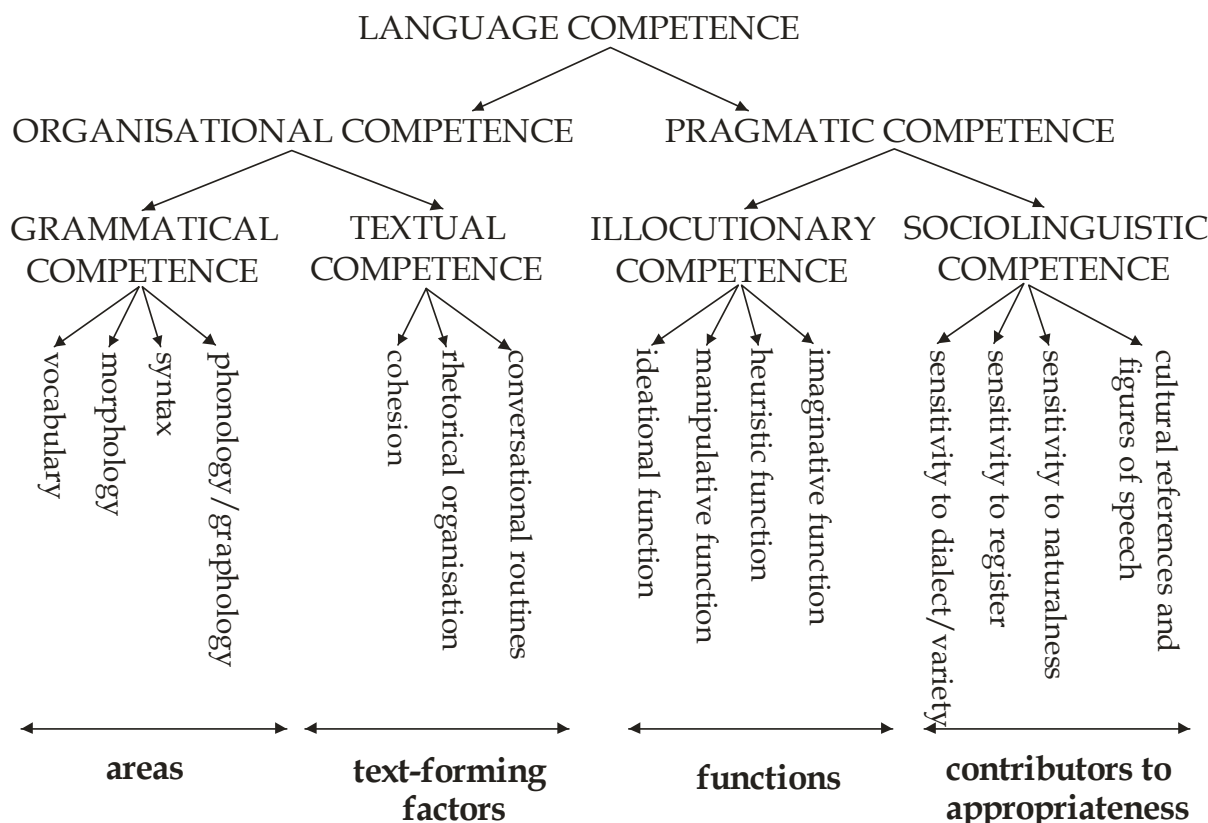 LANGUAGE COMPETENCE
ORGANISATIONAL COMPETENCE
PRAGMATIC COMPETENCE
GRAMMATICAL
COMPETENCE
TEXTUAL
COMPETENCE
ILLOCUTIONARY
COMPETENCE
SOCIOLINGUISTIC
COMPETENCE
vocabulary
morphology
syntax
phonology/graphology
cohesion
rhetorical organisation
conversational routines
ideational function
manipulative function
heuristic function
imaginative function
sensitivity to dialect/variety
sensitivity to register
sensitivity to naturalness
cultural references and
figures of speech
areas
text-forming
factors
functions
contributors to
appropriateness